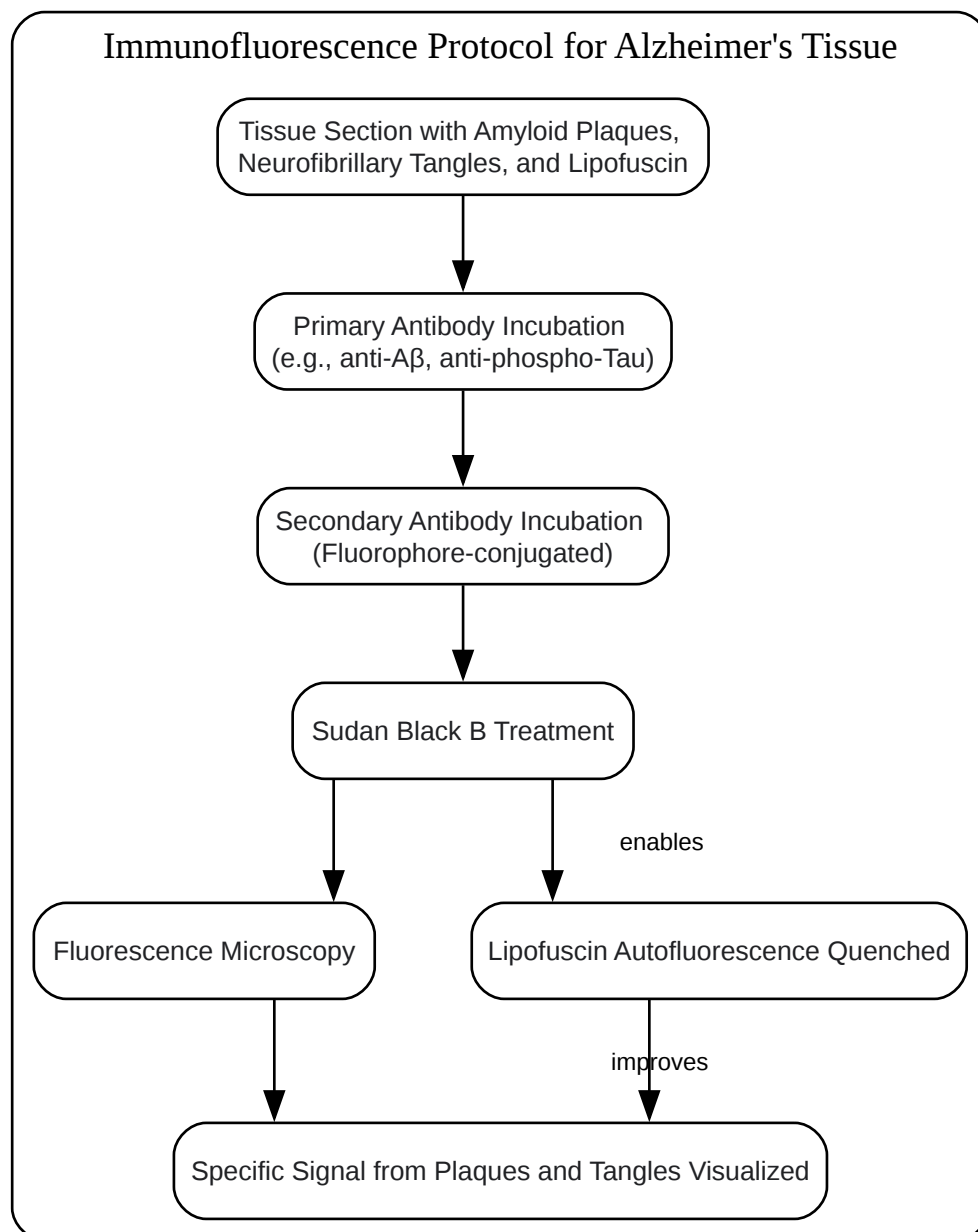 Immunofluorescence Protocol for Alzheimer's Tissue
Tissue Section with Amyloid Plaques,
Neurofibrillary Tangles, and Lipofuscin
Primary Antibody Incubation
(e.g., anti-Aβ, anti-phospho-Tau)
Secondary Antibody Incubation
(Fluorophore-conjugated)
Sudan Black B Treatment
enables
Fluorescence Microscopy
Lipofuscin Autofluorescence Quenched
improves
Specific Signal from Plaques and Tangles Visualized